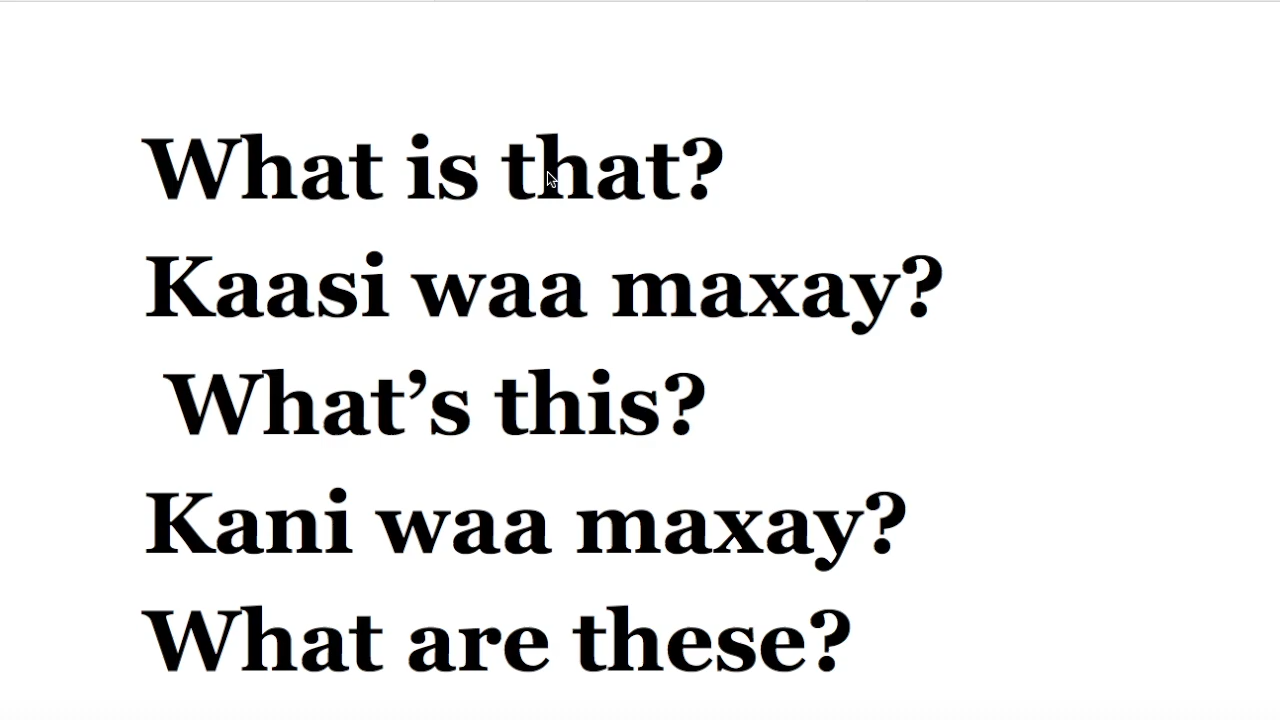 What is that?
Kaasi waa maxay?
What’s this?
Kani waa maxay?
What are these?